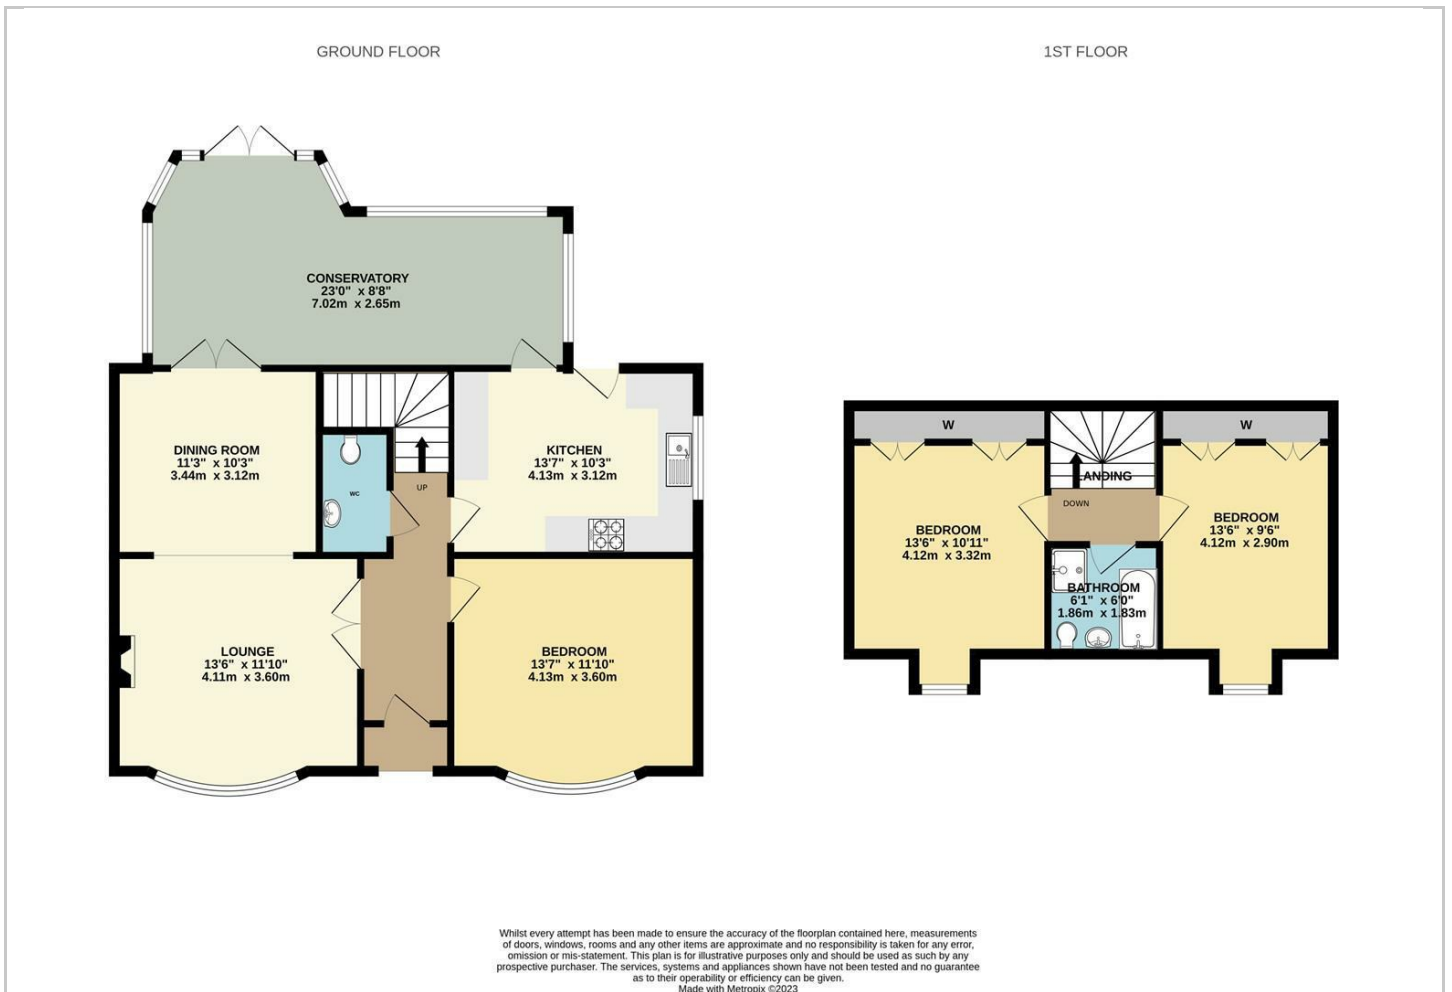 GROUND FLOOR
1ST FLOOR
CONSERVATORY
23'0" x 8'8"
7.02m x 2.65m
DINING ROOM
11'3" x 10'3"
3.44m x 3.12m
KITCHEN
13'7" x 10'3"
4.13m x 3.12m
WC
UP
LOUNGE
13'6" x 11'10"
4.11m x 3.60m
BEDROOM
13'7" x 11'10"
4.13m x 3.60m
W
W
LANDING
DOWN
BEDROOM
13'6" x 10'11"
4.12m x 3.32m
BEDROOM
13'6" x 9'6"
4.12m x 2.90m
BATHROOM
6'1" x 6'0"
1.86m x 1.83m
Whilst every attempt has been made to ensure the accuracy of the floorplan contained here, measurements
of doors, windows, rooms and any other items are approximate and no responsibility is taken for any error,
omission or mis-statement. This plan is for illustrative purposes only and should be used as such by any
prospective purchaser. The services, systems and appliances shown have not been tested and no guarantee
as to their operability or efficiency can be given.
Made with Metropix ©2023